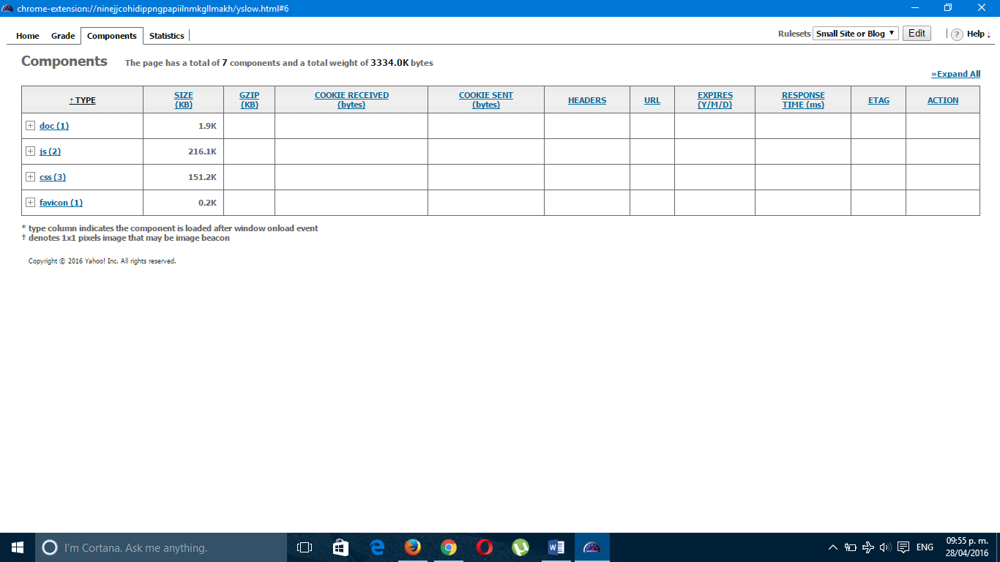 chrome-extension://ninejjcohidippngpapiilnmkgllmakh/yslow.html#6
Home Grade Components Statistics Rulesets Small Site or Blog Edit ? Help ↓
Components The page has a total of 7 components and a total weight of 3334.0K bytes
»Expand All
↑ TYPE SIZE (KB) GZIP (KB) COOKIE RECEIVED (bytes) COOKIE SENT (bytes) HEADERS URL EXPIRES (Y/M/D) RESPONSE TIME (ms) ETAG ACTION
doc (1) 1.9K
js (2) 216.1K
css (3) 151.2K
favicon (1) 0.2K
* type column indicates the component is loaded after window onload event
† denotes 1x1 pixels image that may be image beacon
Copyright © 2016 Yahoo! Inc. All rights reserved.
I'm Cortana. Ask me anything. ENG 09:55 p. m.
28/04/2016